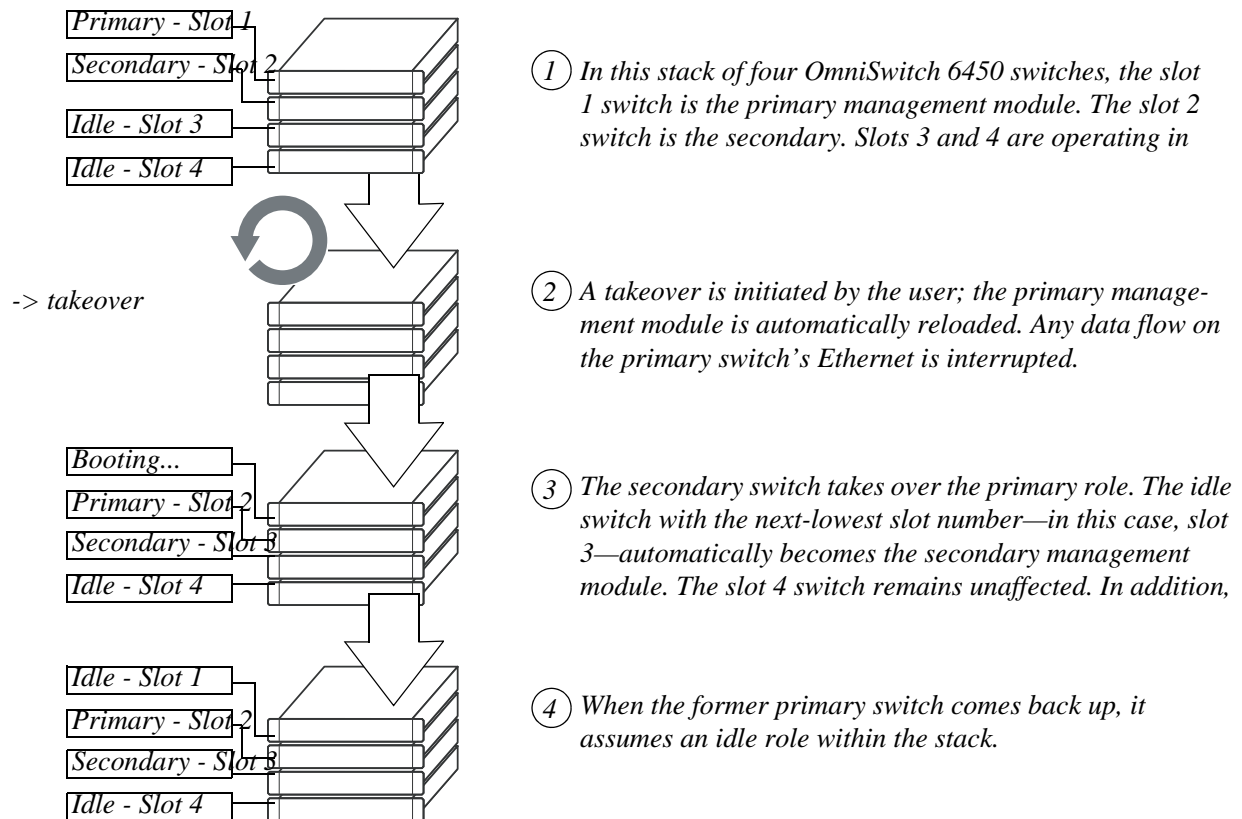 Primary - Slot 1
Secondary - Slot 2
Idle - Slot 3
Idle - Slot 4
1 In this stack of four OmniSwitch 6450 switches, the slot
1 switch is the primary management module. The slot 2
switch is the secondary. Slots 3 and 4 are operating in
-> takeover
2 A takeover is initiated by the user; the primary manage-
ment module is automatically reloaded. Any data flow on
the primary switch’s Ethernet is interrupted.
Booting...
Primary - Slot 2
Secondary - Slot 3
Idle - Slot 4
3 The secondary switch takes over the primary role. The idle
switch with the next-lowest slot number—in this case, slot
3—automatically becomes the secondary management
module. The slot 4 switch remains unaffected. In addition,
Idle - Slot 1
Primary - Slot 2
Secondary - Slot 3
Idle - Slot 4
4 When the former primary switch comes back up, it
assumes an idle role within the stack.